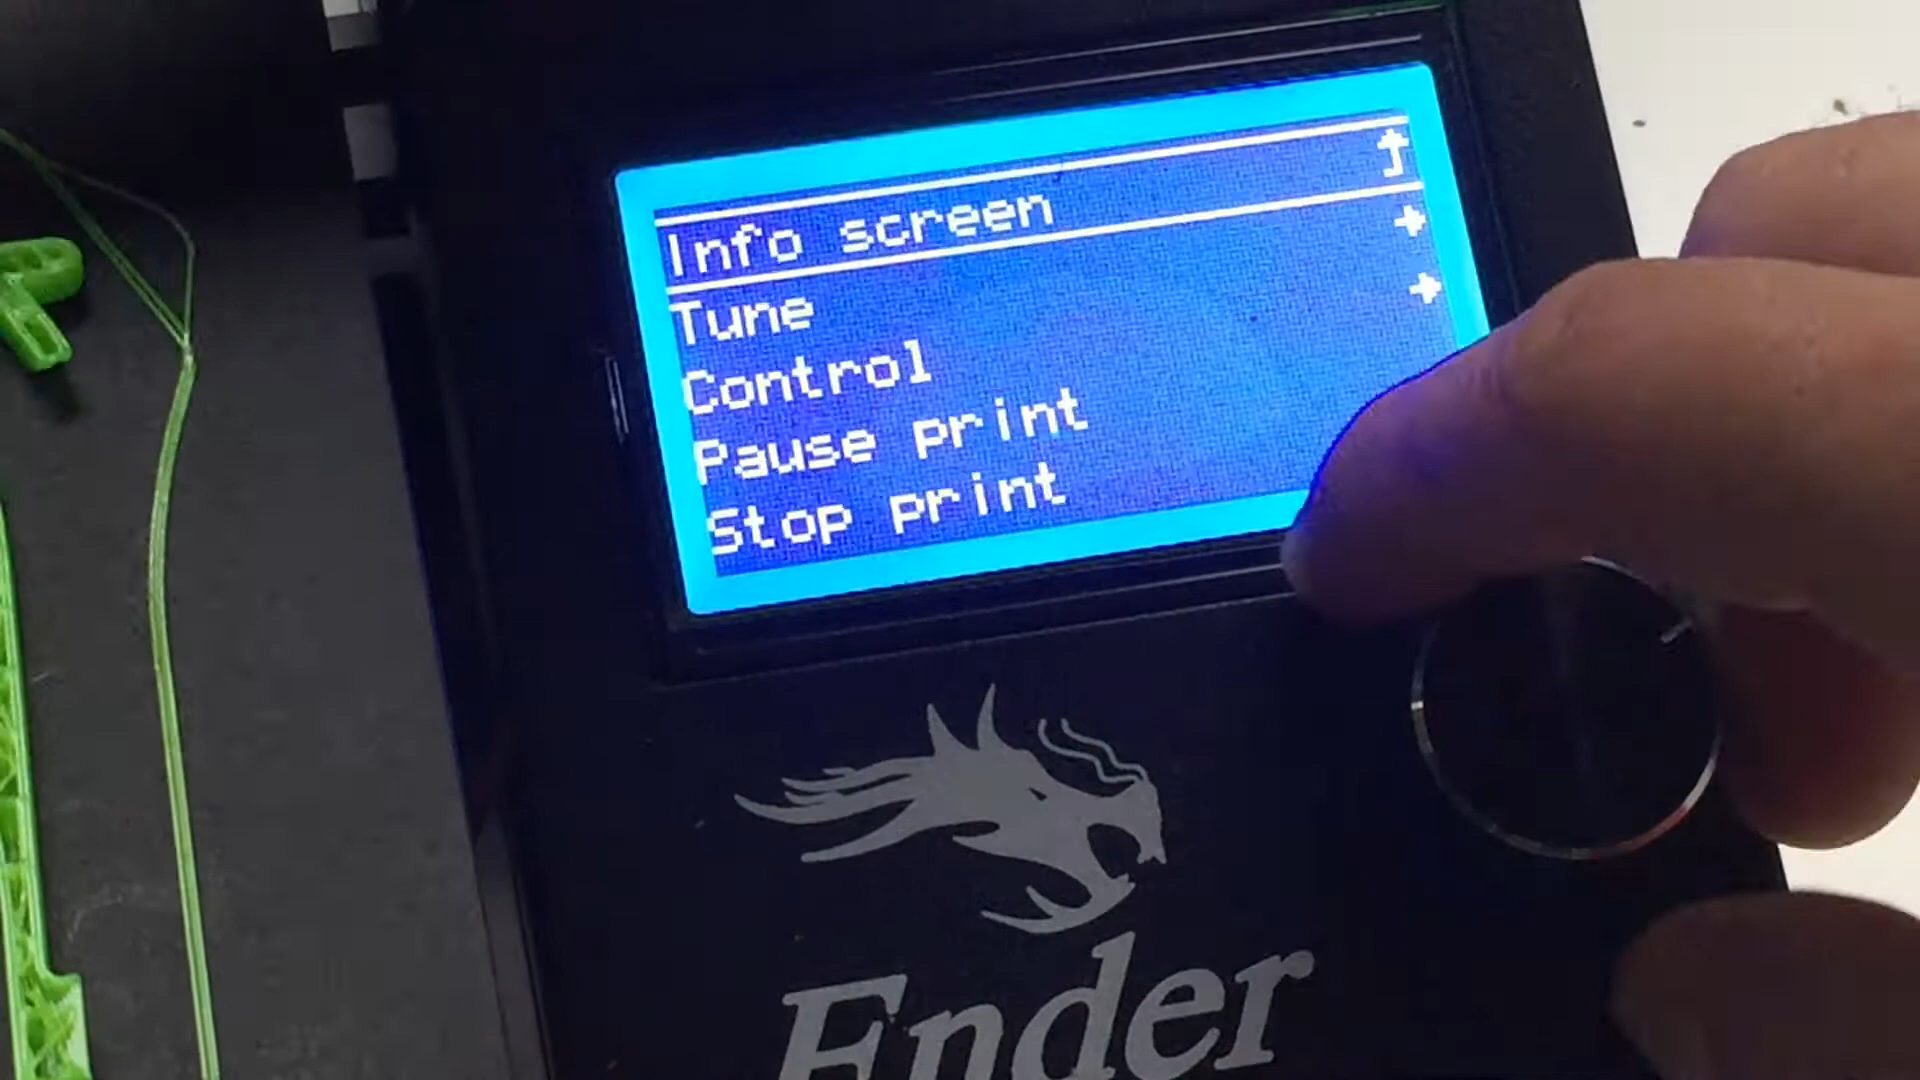 Info screen
Tune
Control
Pause print
Stop print
Ender